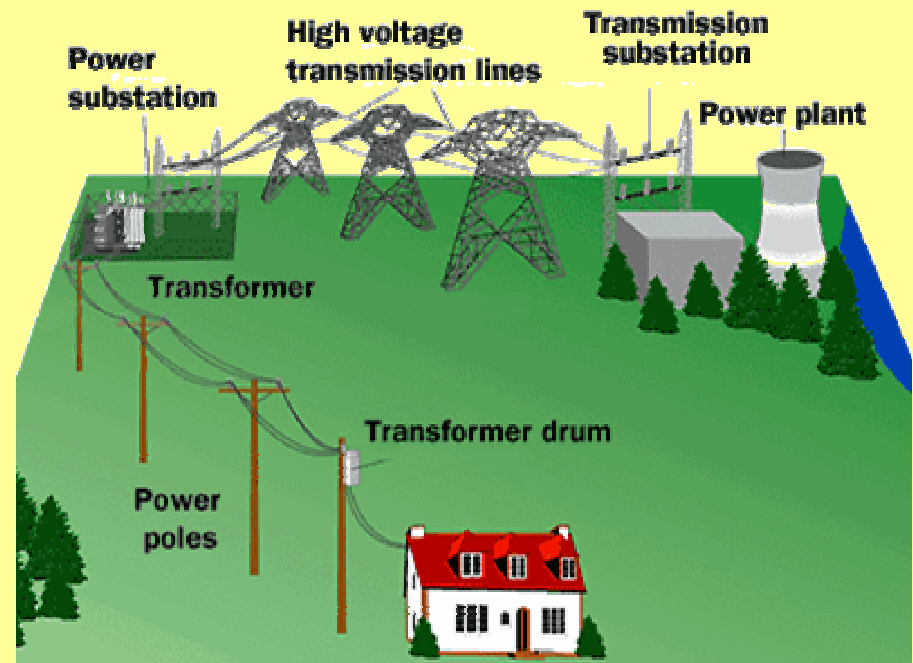 Power
substation
High voltage
transmission lines
Transmission
substation
Power plant
Transformer
Transformer drum
Power
poles